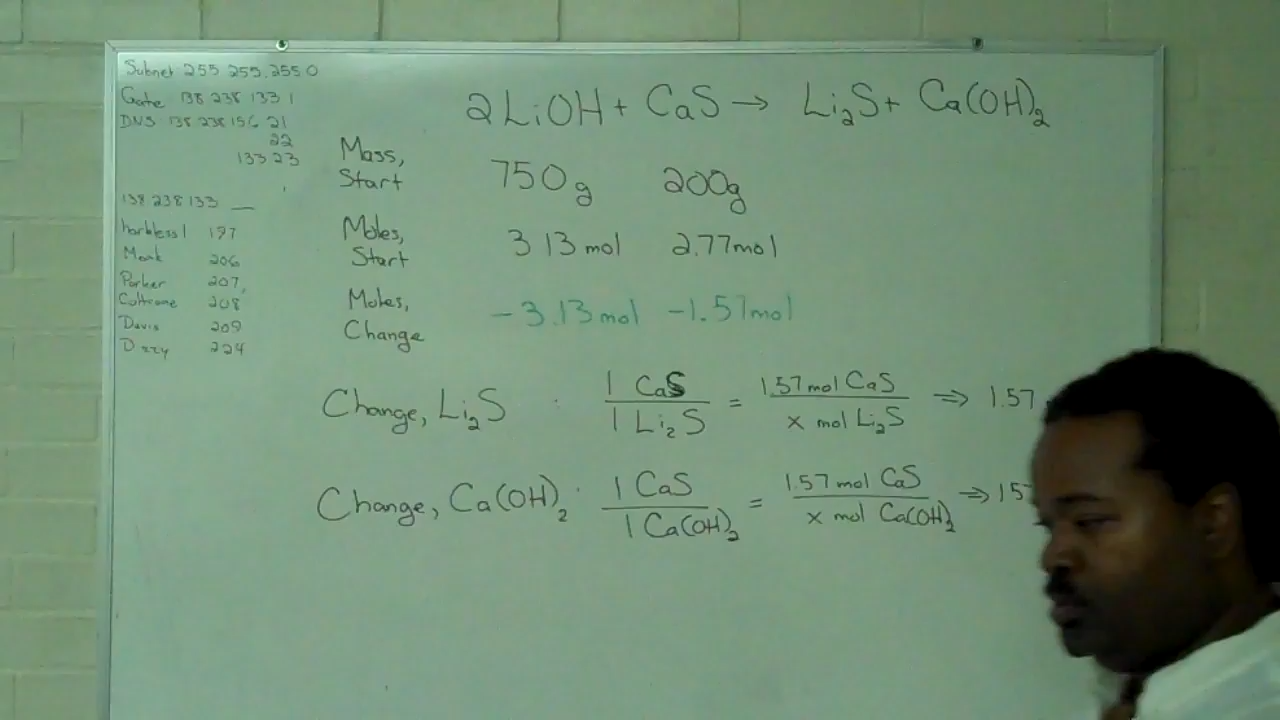 Subnet 255 255.255 0
Gate 138 238 133 1
DNS 138 238 156 21
22
133 23
138 238 133 __
harkless1 197
Monk 206
Parker 207
Coltrane 208
Davis 209
Dizzy 224
2LiOH + CaS → Li₂S + Ca(OH)₂
Mass, Start 750g 200g
Moles, Start 3 13 mol 2.77mol
Moles, Change -3.13mol -1.57mol
Change, Li₂S 1 CaS / 1 Li₂S = 1.57 mol CaS / x mol Li₂S ⇒ 1.57
Change, Ca(OH)₂ 1 CaS / 1 Ca(OH)₂ = 1.57 mol CaS / x mol Ca(OH)₂ ⇒ 1.5